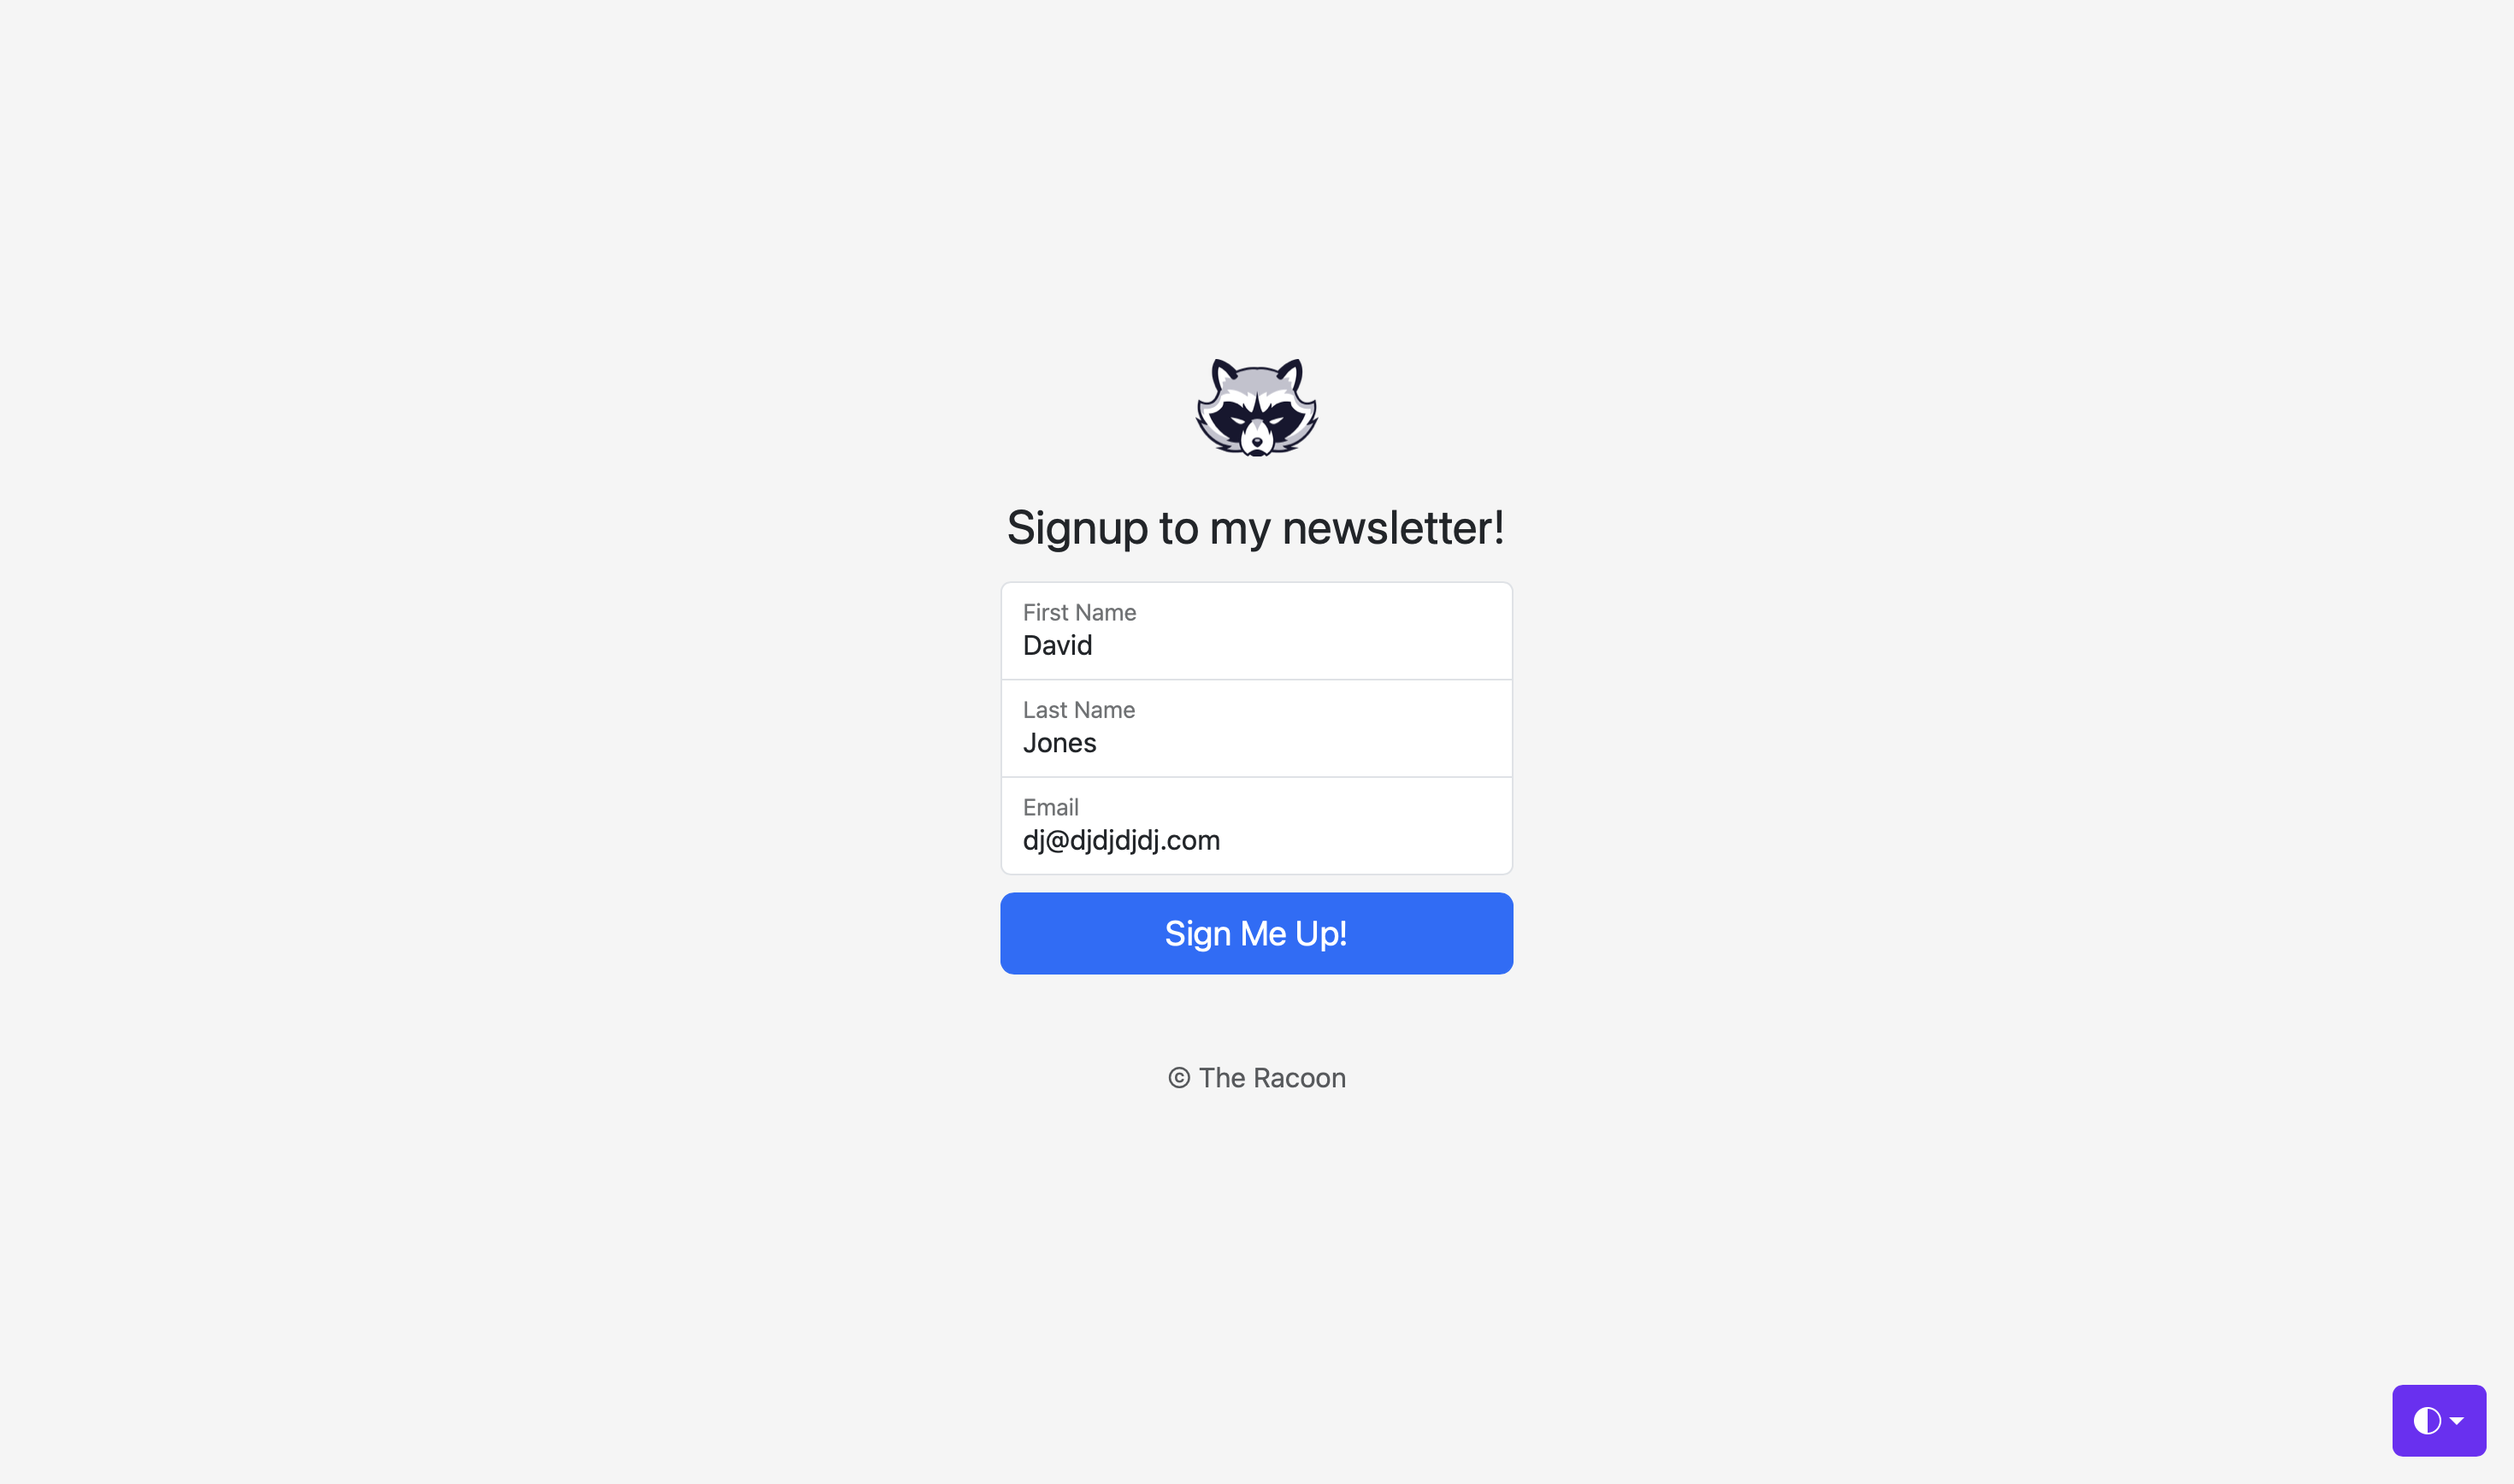 Signup to my newsletter!
First Name
David
Last Name
Jones
Email
dj@djdjdjdj.com
Sign Me Up!
© The Racoon